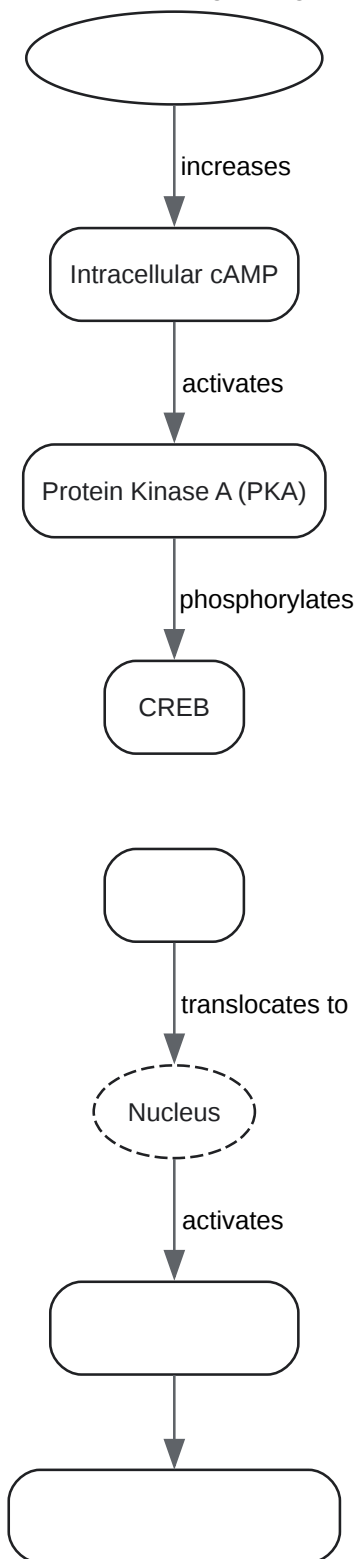 increases
Intracellular cAMP
activates
Protein Kinase A (PKA)
phosphorylates
CREB
translocates to
Nucleus
activates